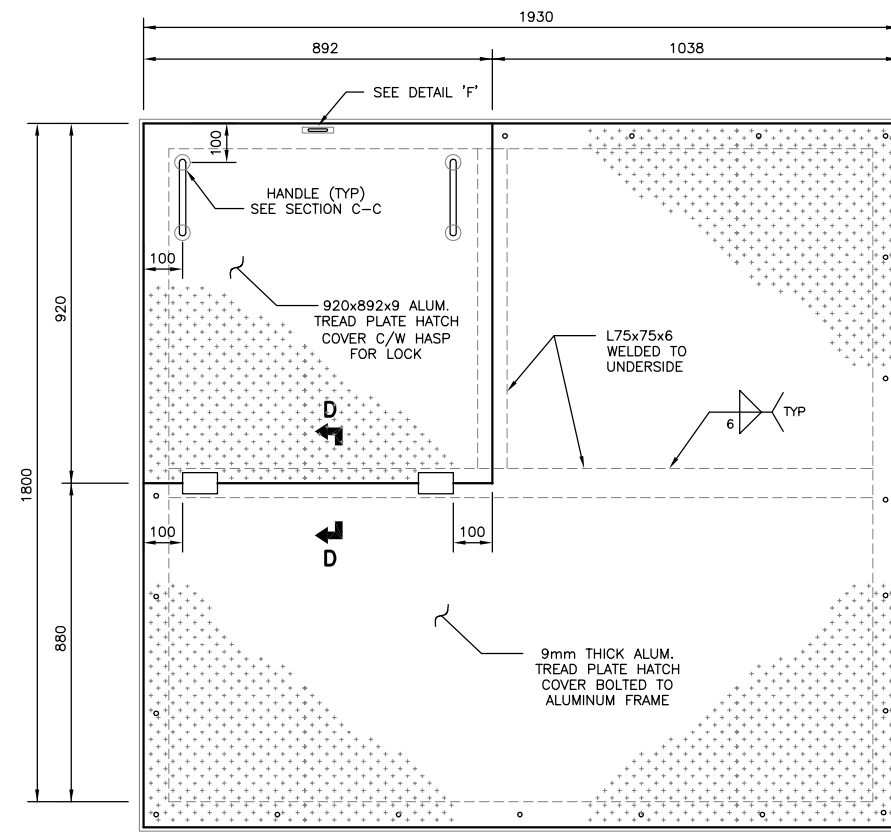 1930
892
1038
SEE DETAIL 'F'
100
HANDLE (TYP)
SEE SECTION C-C
100
920
920x892x9 ALUM.
TREAD PLATE HATCH
COVER C/W HASP
FOR LOCK
L75x75x6
WELDED TO
UNDERSIDE
D
6
TYP
1800
100
100
D
880
9mm THICK ALUM.
TREAD PLATE HATCH
COVER BOLTED TO
ALUMINUM FRAME